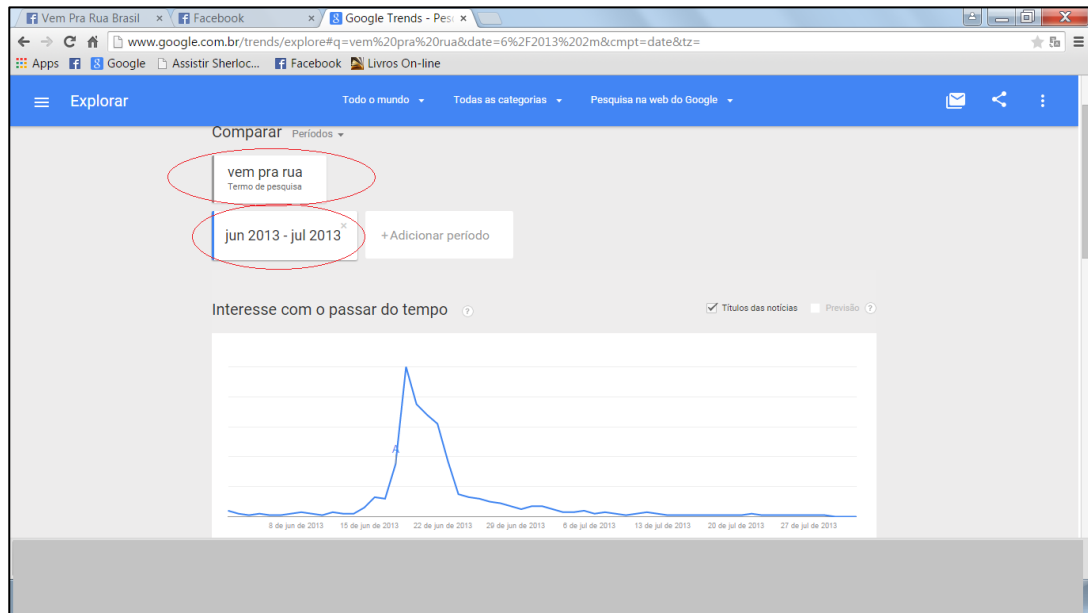 Vem Pra Rua Brasil
Facebook
Google Trends - Pesc
www.google.com.br/trends/explore#q=vem%20pra%20rua&date=6%2F2013%202m&cmpt=date&tz=
Apps Google Assistir Sherloc... Facebook Livros On-line
Explorar Todo o mundo Todas as categorias Pesquisa na web do Google
Comparar Períodos
vem pra rua
Termo de pesquisa
jun 2013 - jul 2013 × +Adicionar período
Interesse com o passar do tempo ? Títulos das notícias Previsão ?
A
8 de jun de 2013 15 de jun de 2013 22 de jun de 2013 29 de jun de 2013 6 de jul de 2013 13 de jul de 2013 20 de jul de 2013 27 de jul de 2013